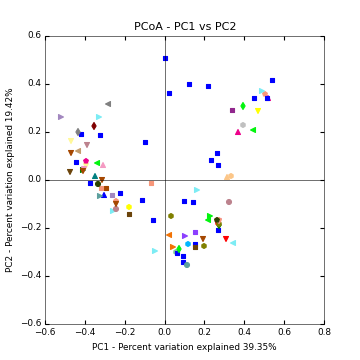 PCoA - PC1 vs PC2
0.6
0.4
0.2
0.0
−0.2
−0.4
−0.6
−0.6 −0.4 −0.2 0.0 0.2 0.4 0.6 0.8
PC2 - Percent variation explained 19.42%
PC1 - Percent variation explained 39.35%